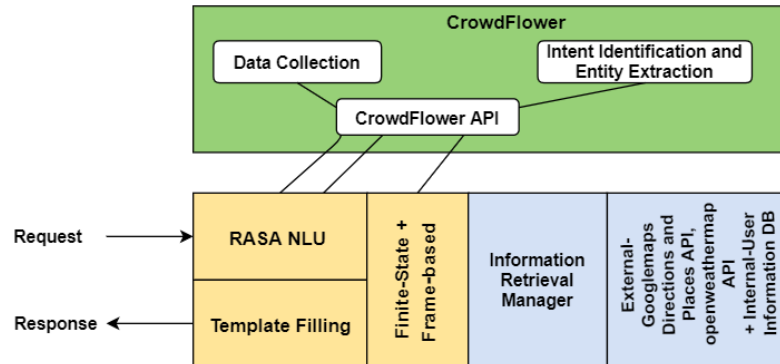 CrowdFlower
Data Collection
Intent Identification and
Entity Extraction
CrowdFlower API
Request
RASA NLU
Response
Template Filling
Finite-State +
Frame-based
Information
Retrieval
Manager
External-
Googlemaps
Directions and
Places API,
openweathermap
API
+ Internal-User
Information DB